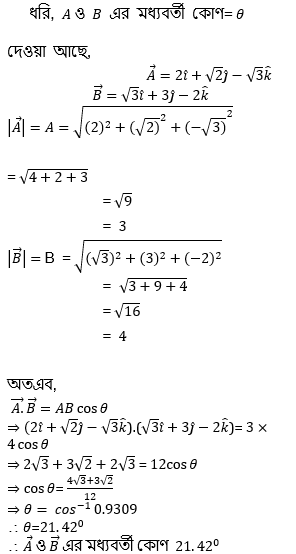 ধরি, A ও B এর মধ্যবর্তী কোণ= θ
দেওয়া আছে,
A⃗ = 2î + √2ĵ − √3k̂
B⃗ = √3î + 3ĵ − 2k̂
|A⃗| = A = √((2)² + (√2)² + (−√3)²)
= √(4 + 2 + 3)
= √9
= 3
|B⃗| = B = √((√3)² + (3)² + (−2)²)
= √(3 + 9 + 4)
= √16
= 4
অতএব,
A⃗.B⃗ = AB cos θ
⇒ (2î + √2ĵ − √3k̂).(√3î + 3ĵ − 2k̂)= 3 ×
4 cos θ
⇒ 2√3 + 3√2 + 2√3 = 12cos θ
⇒ cos θ= (4√3+3√2)/12
⇒ θ = cos⁻¹ 0.9309
∴ θ=21.42⁰
∴ A⃗ ও B⃗ এর মধ্যবর্তী কোণ 21.42⁰